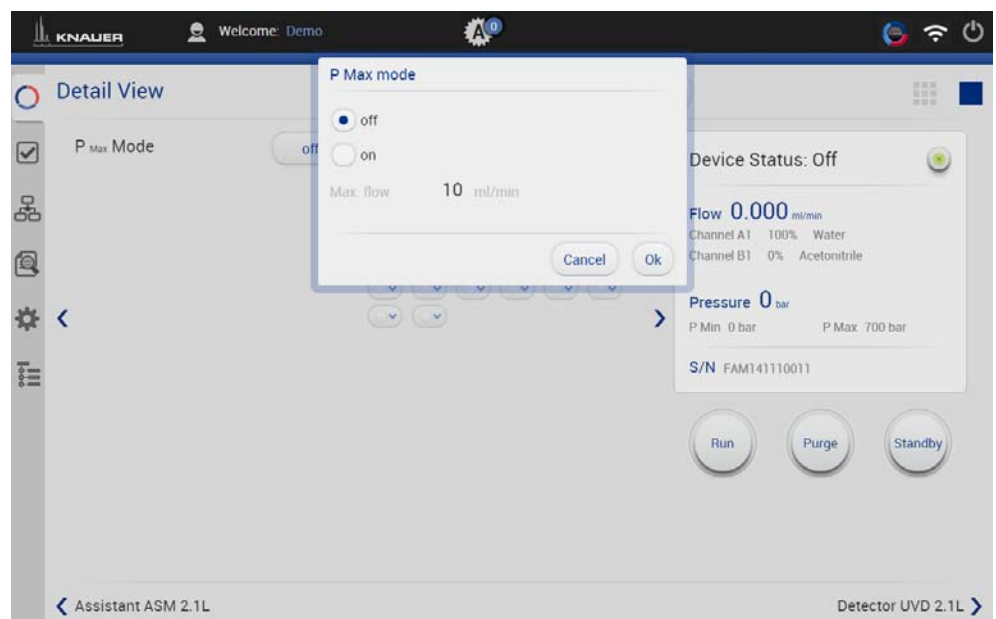 KNAUER
Welcome: Demo
A 0
P Max mode
Detail View
off
P Max Mode
off
on
Max. flow 10 ml/min
Cancel Ok
Device Status: Off
Flow 0.000 ml/min
Channel A1 100% Water
Channel B1 0% Acetonitrile
Pressure 0 bar
P Min 0 bar P Max 700 bar
S/N FAM141110011
Run Purge Standby
Assistant ASM 2.1L
Detector UVD 2.1L